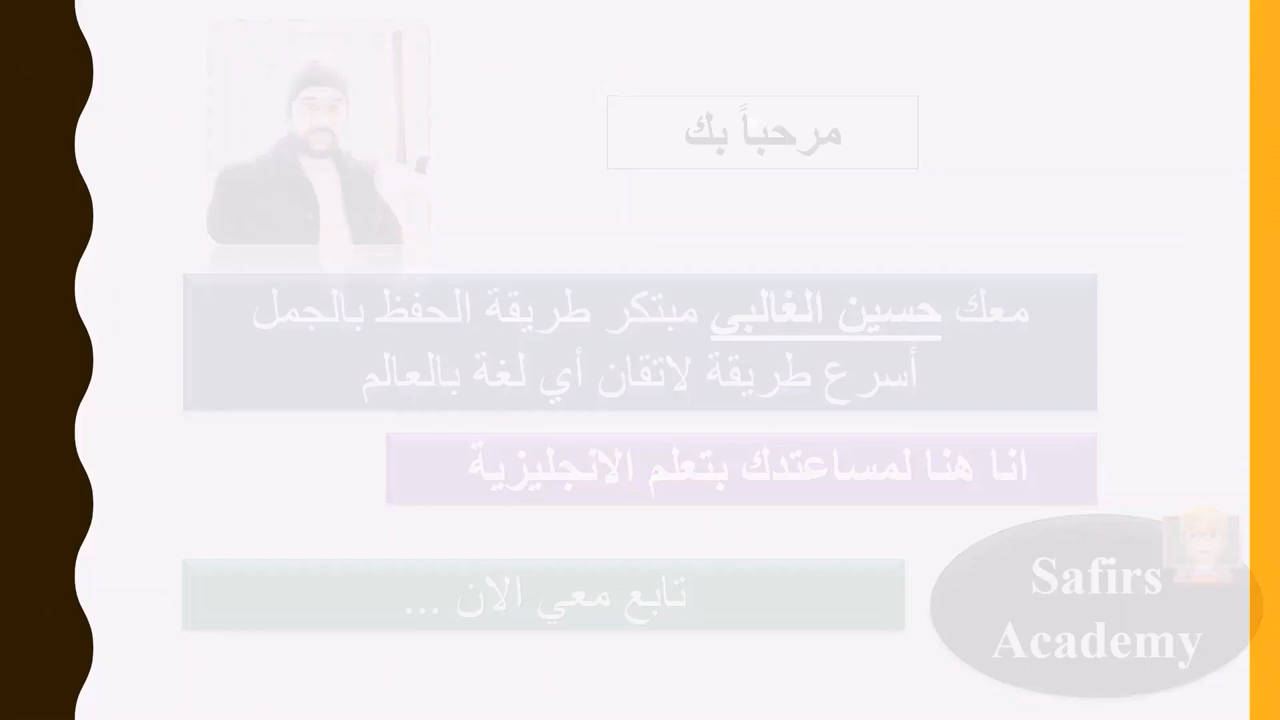 مرحباً بك
معك حسين الغالبي مبتكر طريقة الحفظ بالجمل
أسرع طريقة لاتقان أي لغة بالعالم
انا هنا لمساعتدك بتعلم الانجليزية
تابع معي الان ...
Safirs
Academy